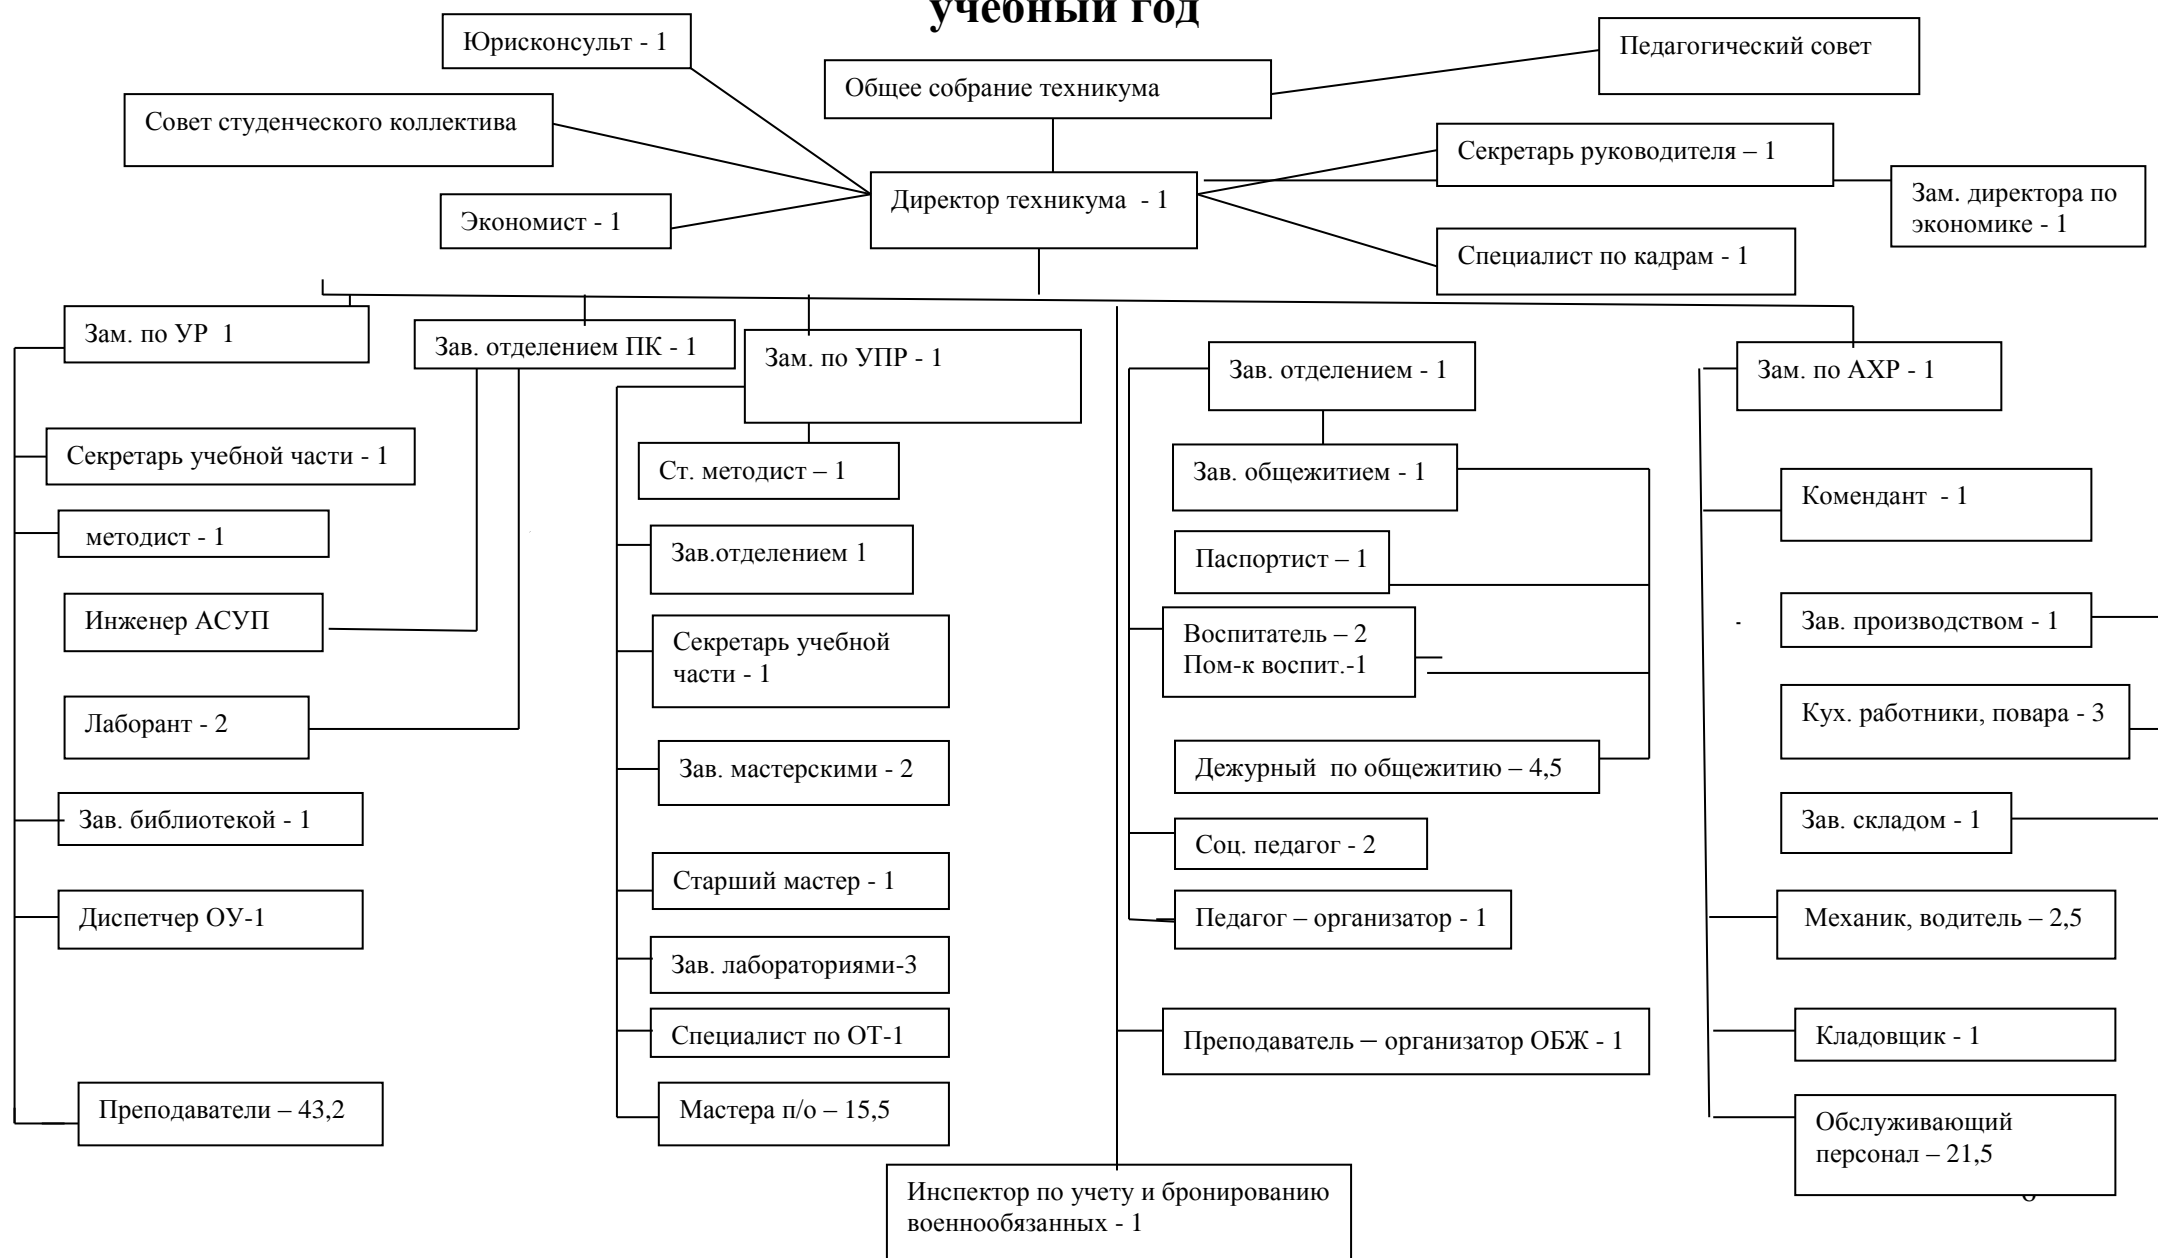 учебный год
Юрисконсульт - 1
Педагогический совет
Общее собрание техникума
Совет студенческого коллектива
Секретарь руководителя – 1
Директор техникума - 1
Зам. директора по
экономике - 1
Экономист - 1
Специалист по кадрам - 1
Зам. по УР 1
Зав. отделением ПК - 1
Зам. по УПР - 1
Зав. отделением - 1
Зам. по АХР - 1
Секретарь учебной части - 1
Ст. методист – 1
Зав. общежитием - 1
Комендант - 1
методист - 1
Зав.отделением 1
Паспортист – 1
Инженер АСУП
Секретарь учебной
части - 1
Воспитатель – 2
Пом-к воспит.-1
Зав. производством - 1
Лаборант - 2
Зав. мастерскими - 2
Дежурный по общежитию – 4,5
Кух. работники, повара - 3
Зав. библиотекой - 1
Старший мастер - 1
Соц. педагог - 2
Зав. складом - 1
Диспетчер ОУ-1
Зав. лабораториями-3
Педагог – организатор - 1
Механик, водитель – 2,5
Специалист по ОТ-1
Преподаватель – организатор ОБЖ - 1
Кладовщик - 1
Преподаватели – 43,2
Мастера п/о – 15,5
Обслуживающий
персонал – 21,5
Инспектор по учету и бронированию
военнообязанных - 1